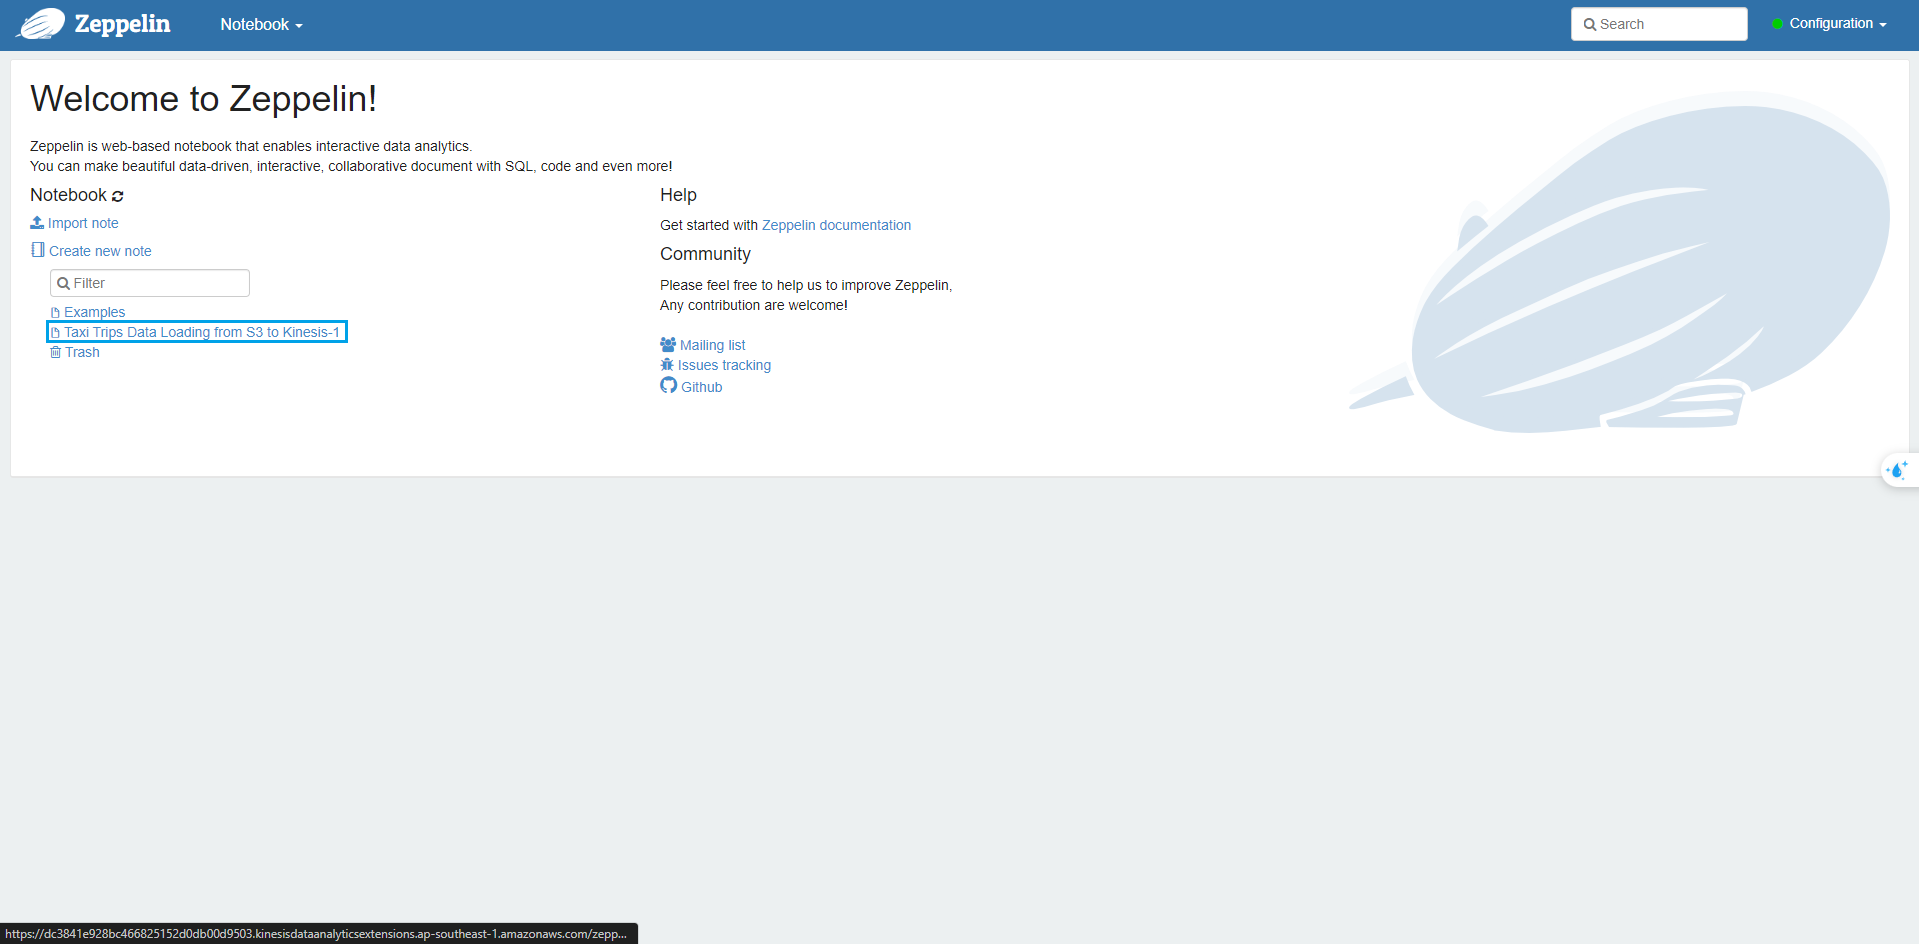 Zeppelin
Notebook
Search
Configuration
Welcome to Zeppelin!
Zeppelin is web-based notebook that enables interactive data analytics.
You can make beautiful data-driven, interactive, collaborative document with SQL, code and even more!
Notebook
Import note
Create new note
Filter
Examples
Taxi Trips Data Loading from S3 to Kinesis-1
Trash
Help
Get started with Zeppelin documentation
Community
Please feel free to help us to improve Zeppelin,
Any contribution are welcome!
Mailing list
Issues tracking
Github
https://dc3841e928bc466825152d0db00d9503.kinesisdataanalyticsextensions.ap-southeast-1.amazonaws.com/zepp...